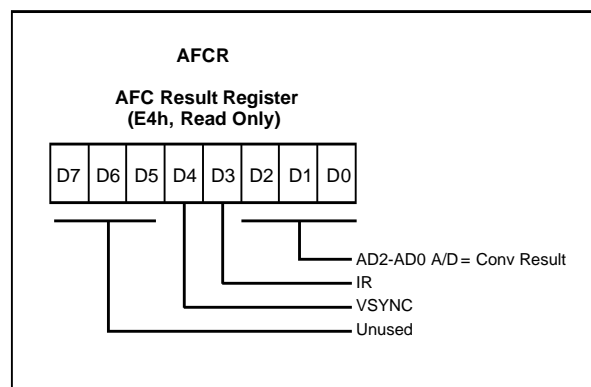 AFCR
AFC Result Register
(E4h, Read Only)
D7 D6 D5 D4 D3 D2 D1 D0
AD2-AD0 A/D = Conv Result
IR
VSYNC
Unused